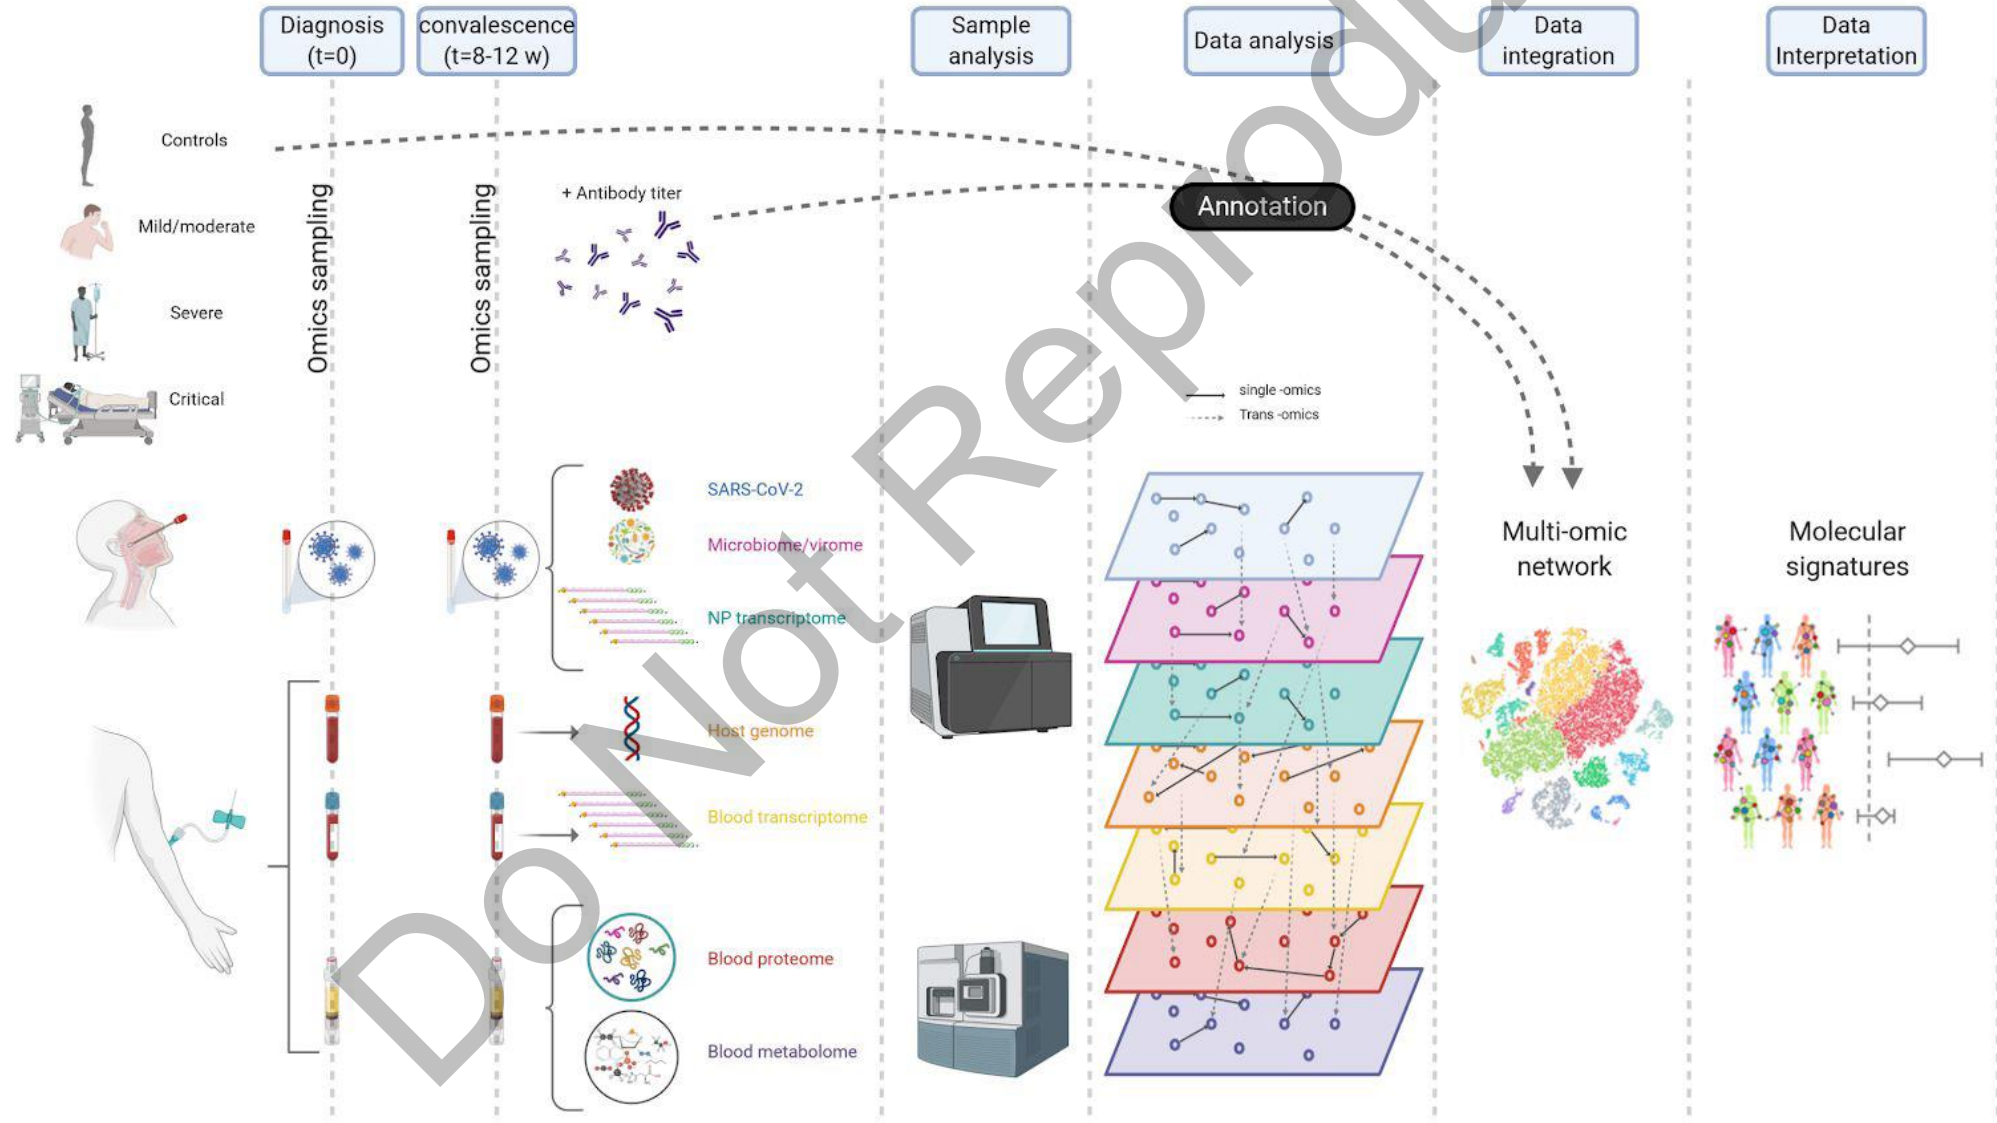 Diagnosis
(t=0)
convalescence
(t=8-12 w)
Sample
analysis
Data analysis
Data
integration
Data
Interpretation
Controls
Mild/moderate
Severe
Critical
Omics sampling
Omics sampling
+ Antibody titer
Annotation
single -omics
Trans -omics
SARS-CoV-2
Microbiome/virome
NP transcriptome
Host genome
Blood transcriptome
Blood proteome
Blood metabolome
Multi-omic
network
Molecular
signatures
Do Not Reprodu